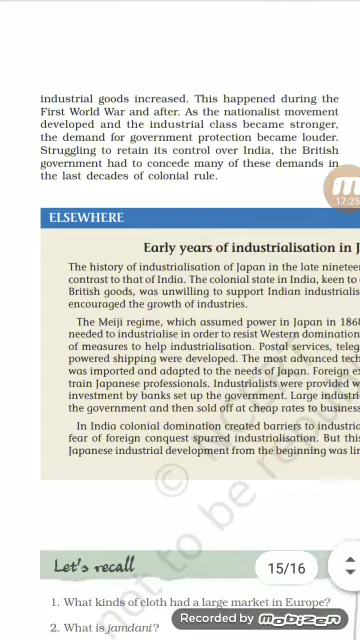 industrial goods increased. This happened during the
First World War and after. As the nationalist movement
developed and the industrial class became stronger,
the demand for government protection became louder.
Struggling to retain its control over India, the British
government had to concede many of these demands in
the last decades of colonial rule.
17:25
ELSEWHERE
Early years of industrialisation in J
The history of industrialisation of Japan in the late nineteen
contrast to that of India. The colonial state in India, keen to
British goods, was unwilling to support Indian industrialis
encouraged the growth of industries.
The Meiji regime, which assumed power in Japan in 1868
needed to industrialise in order to resist Western domination
of measures to help industrialisation. Postal services, teleg
powered shipping were developed. The most advanced tech
was imported and adapted to the needs of Japan. Foreign ex
train Japanese professionals. Industrialists were provided w
investment by banks set up the government. Large industri
the government and then sold off at cheap rates to business
In India colonial domination created barriers to industria
fear of foreign conquest spurred industrialisation. But this
Japanese industrial development from the beginning was lin
© NCERT
not to be republished
Let's recall
15/16
1. What kinds of cloth had a large market in Europe?
Recorded by mobizen
2. What is jamdani?